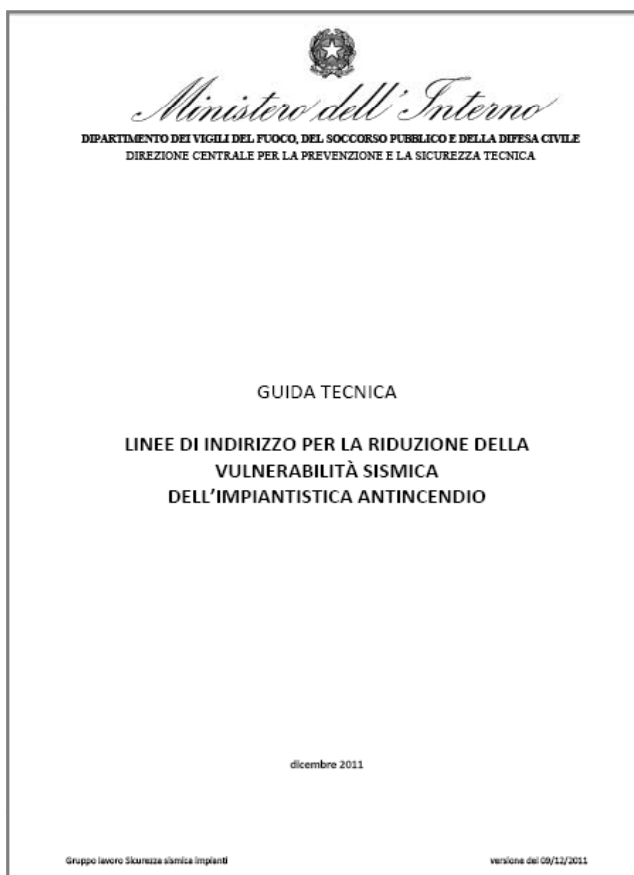 Ministero dell'Interno
DIPARTIMENTO DEI VIGILI DEL FUOCO, DEL SOCCORSO PUBBLICO E DELLA DIFESA CIVILE
DIREZIONE CENTRALE PER LA PREVENZIONE E LA SICUREZZA TECNICA
GUIDA TECNICA
LINEE DI INDIRIZZO PER LA RIDUZIONE DELLA
VULNERABILITÀ SISMICA
DELL'IMPIANTISTICA ANTINCENDIO
dicembre 2011
Gruppo lavoro Sicurezza sismica impianti versione del 09/12/2011